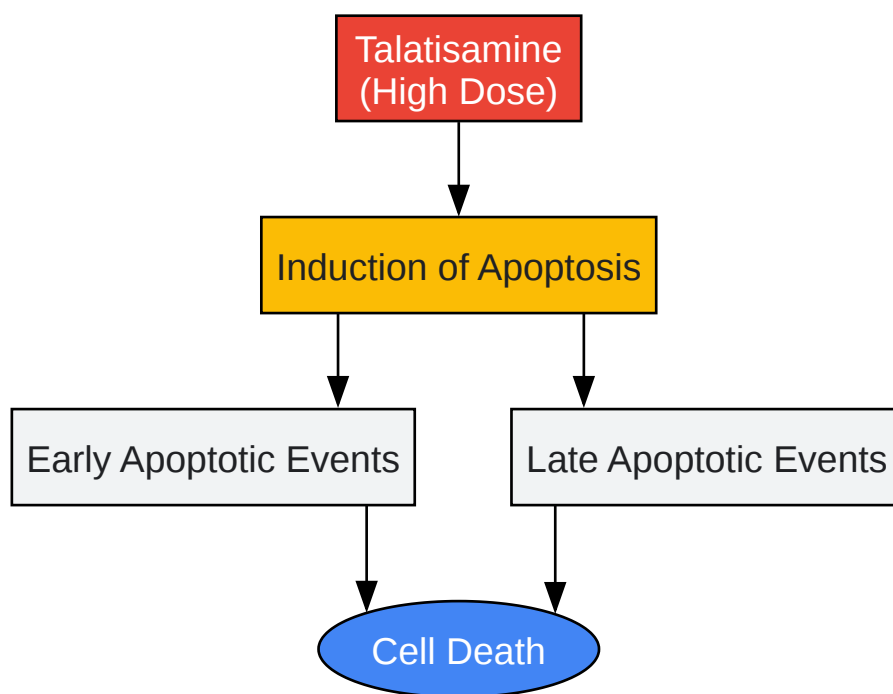 Talatisamine
(High Dose)
Induction of Apoptosis
Early Apoptotic Events
Late Apoptotic Events
Cell Death